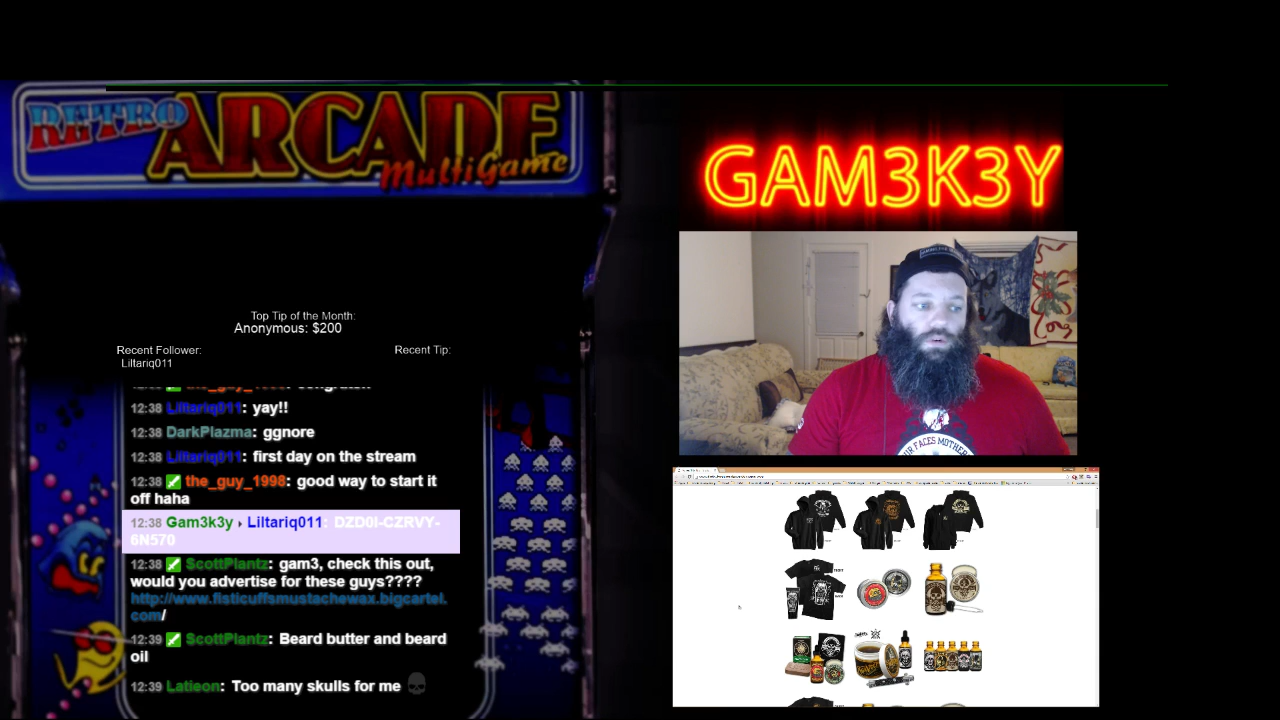 RETRO
ARCADE
MultiGame
GAM3K3Y
Top Tip of the Month:
Anonymous: $200
Recent Follower:
Liltariq011
Recent Tip:
12:38 Liltariq011: yay!!
12:38 DarkPlazma: ggnore
12:38 Liltariq011: first day on the stream
12:38 the_guy_1998: good way to start it
off haha
12:38 Gam3k3y ▸ Liltariq011: DZD0I-CZRVY-
6N570
12:38 ScottPlantz: gam3, check this out,
would you advertise for these guys????
http://www.fisticuffsmustachewax.bigcartel.
com/
12:39 ScottPlantz: Beard butter and beard
oil
12:39 Latieon: Too many skulls for me
FACES MOTHER